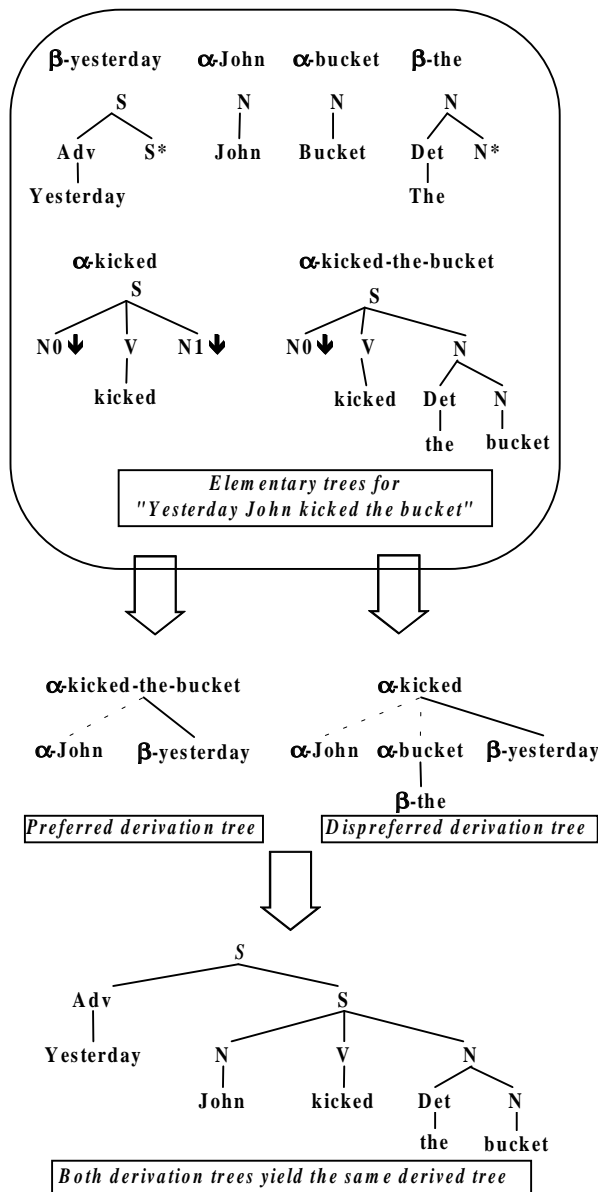 β-yesterday α-John α-bucket β-the
S N N N
Adv S* John Bucket Det N*
Yesterday The
α-kicked α-kicked-the-bucket
S S
N0 V N1 N0 V N
kicked kicked Det N
the bucket
Elementary trees for
"Yesterday John kicked the bucket"
α-kicked-the-bucket α-kicked
α-John β-yesterday α-John α-bucket β-yesterday
β-the
Preferred derivation tree Dispreferred derivation tree
S
Adv S
Yesterday N V N
John kicked Det N
the bucket
Both derivation trees yield the same derived tree